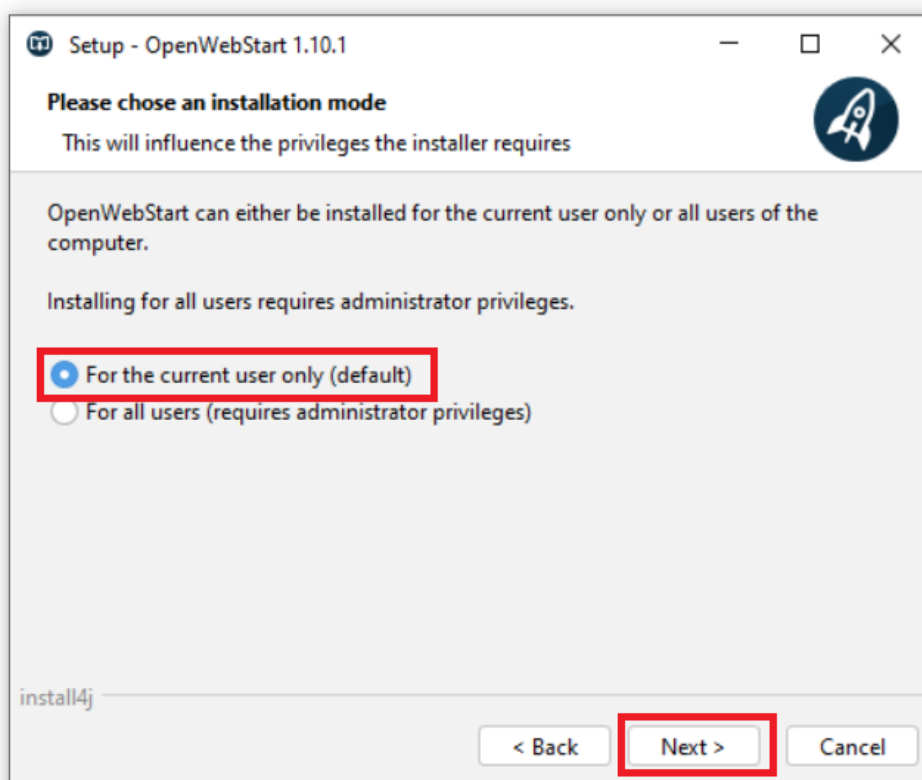 Setup - OpenWebStart 1.10.1
Please chose an installation mode
This will influence the privileges the installer requires
OpenWebStart can either be installed for the current user only or all users of the
computer.
Installing for all users requires administrator privileges.
For the current user only (default)
For all users (requires administrator privileges)
install4j
< Back
Next >
Cancel